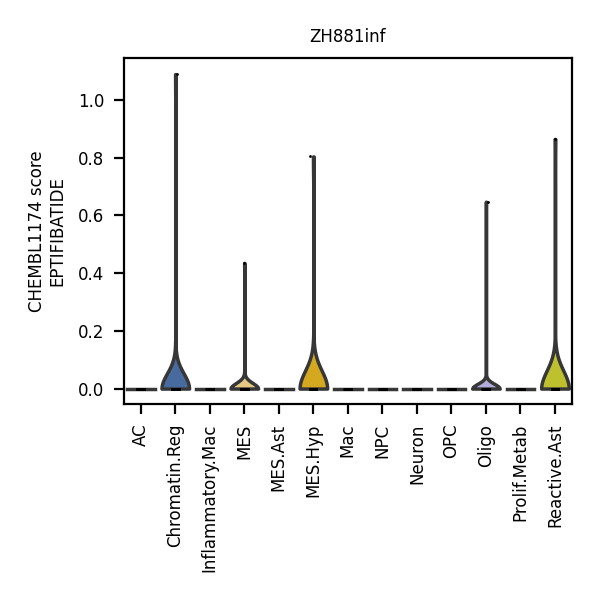 ZH881inf
CHEMBL1174 score
EPTIFIBATIDE
1.0
0.8
0.6
0.4
0.2
0.0
AC
Chromatin.Reg
Inflammatory.Mac
MES
MES.Ast
MES.Hyp
Mac
NPC
Neuron
OPC
Oligo
Prolif.Metab
Reactive.Ast